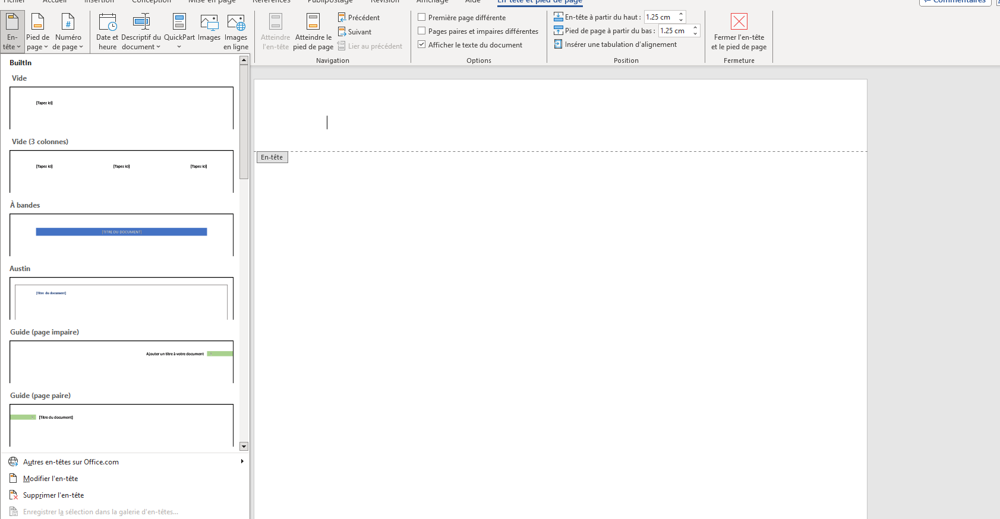 Fichier Accueil Insertion Conception Mise en page Références Publipostage Révision Affichage Aide En-tête et pied de page Commentaires
En-tête
Pied de page
Numéro de page
Date et heure
Descriptif du document
QuickPart
Images
Images en ligne
Atteindre l'en-tête
Atteindre le pied de page
Précédent
Suivant
Lier au précédent
Navigation
Première page différente
Pages paires et impaires différentes
Afficher le texte du document
Options
En-tête à partir du haut : 1.25 cm
Pied de page à partir du bas : 1.25 cm
Insérer une tabulation d'alignement
Position
Fermer l'en-tête
et le pied de page
Fermeture
BuiltIn
Vide
[Tapez ici]
Vide (3 colonnes)
[Tapez ici] [Tapez ici] [Tapez ici]
À bandes
[TITRE DU DOCUMENT]
Austin
[Titre du document]
Guide (page impaire)
Ajouter un titre à votre document
Guide (page paire)
[Titre du document]
Autres en-têtes sur Office.com
Modifier l'en-tête
Supprimer l'en-tête
Enregistrer la sélection dans la galerie d'en-têtes...
En-tête